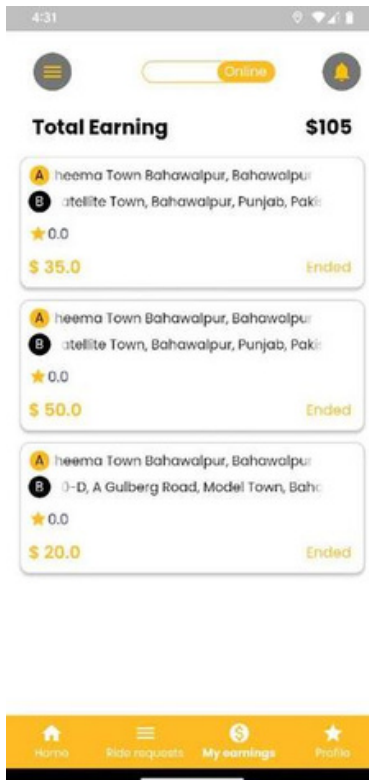 4:31
Online
Total Earning $105
A heema Town Bahawalpur, Bahawalpur
B atellite Town, Bahawalpur, Punjab, Paki
0.0
$ 35.0 Ended
A heema Town Bahawalpur, Bahawalpur
B atellite Town, Bahawalpur, Punjab, Paki
0.0
$ 50.0 Ended
A heema Town Bahawalpur, Bahawalpur
B 0-D, A Gulberg Road, Model Town, Baha
0.0
$ 20.0 Ended
Home Ride requests My earnings Profile